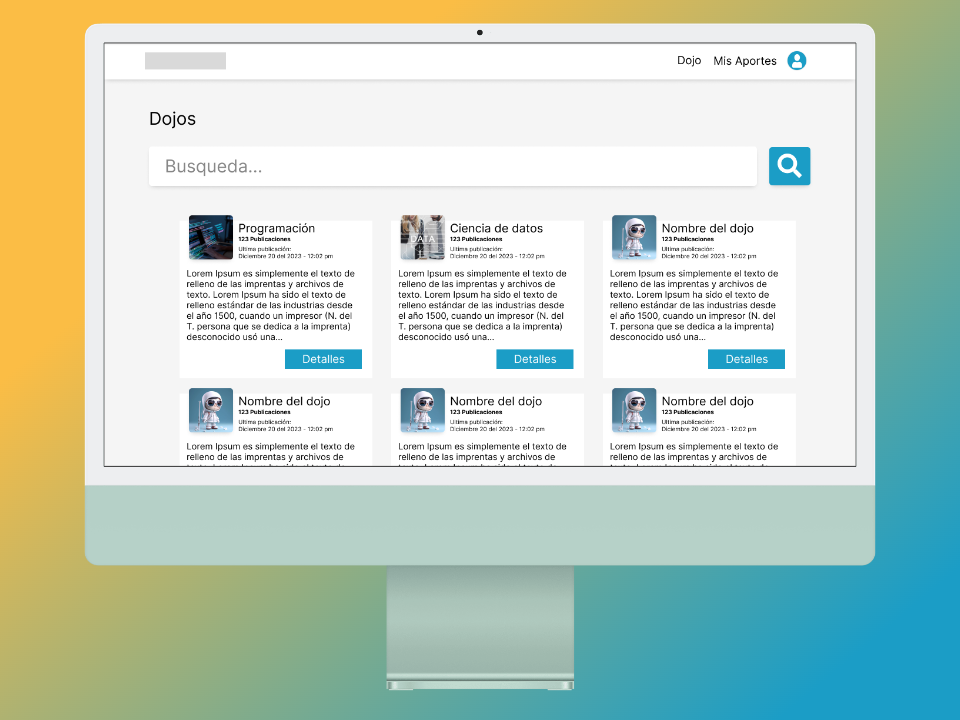 Dojo Mis Aportes
Dojos
Busqueda...
Programación
123 Publicaciones
Ultima publicación:
Diciembre 20 del 2023 - 12:02 pm
Lorem Ipsum es simplemente el texto de
relleno de las imprentas y archivos de
texto. Lorem Ipsum ha sido el texto de
relleno estándar de las industrias desde
el año 1500, cuando un impresor (N. del
T. persona que se dedica a la imprenta)
desconocido usó una...
Detalles
DATA
Ciencia de datos
123 Publicaciones
Ultima publicación:
Diciembre 20 del 2023 - 12:02 pm
Lorem Ipsum es simplemente el texto de
relleno de las imprentas y archivos de
texto. Lorem Ipsum ha sido el texto de
relleno estándar de las industrias desde
el año 1500, cuando un impresor (N. del
T. persona que se dedica a la imprenta)
desconocido usó una...
Detalles
Nombre del dojo
123 Publicaciones
Ultima publicación:
Diciembre 20 del 2023 - 12:02 pm
Lorem Ipsum es simplemente el texto de
relleno de las imprentas y archivos de
texto. Lorem Ipsum ha sido el texto de
relleno estándar de las industrias desde
el año 1500, cuando un impresor (N. del
T. persona que se dedica a la imprenta)
desconocido usó una...
Detalles
Nombre del dojo
123 Publicaciones
Ultima publicación:
Diciembre 20 del 2023 - 12:02 pm
Lorem Ipsum es simplemente el texto de
relleno de las imprentas y archivos de
Nombre del dojo
123 Publicaciones
Ultima publicación:
Diciembre 20 del 2023 - 12:02 pm
Lorem Ipsum es simplemente el texto de
relleno de las imprentas y archivos de
Nombre del dojo
123 Publicaciones
Ultima publicación:
Diciembre 20 del 2023 - 12:02 pm
Lorem Ipsum es simplemente el texto de
relleno de las imprentas y archivos de